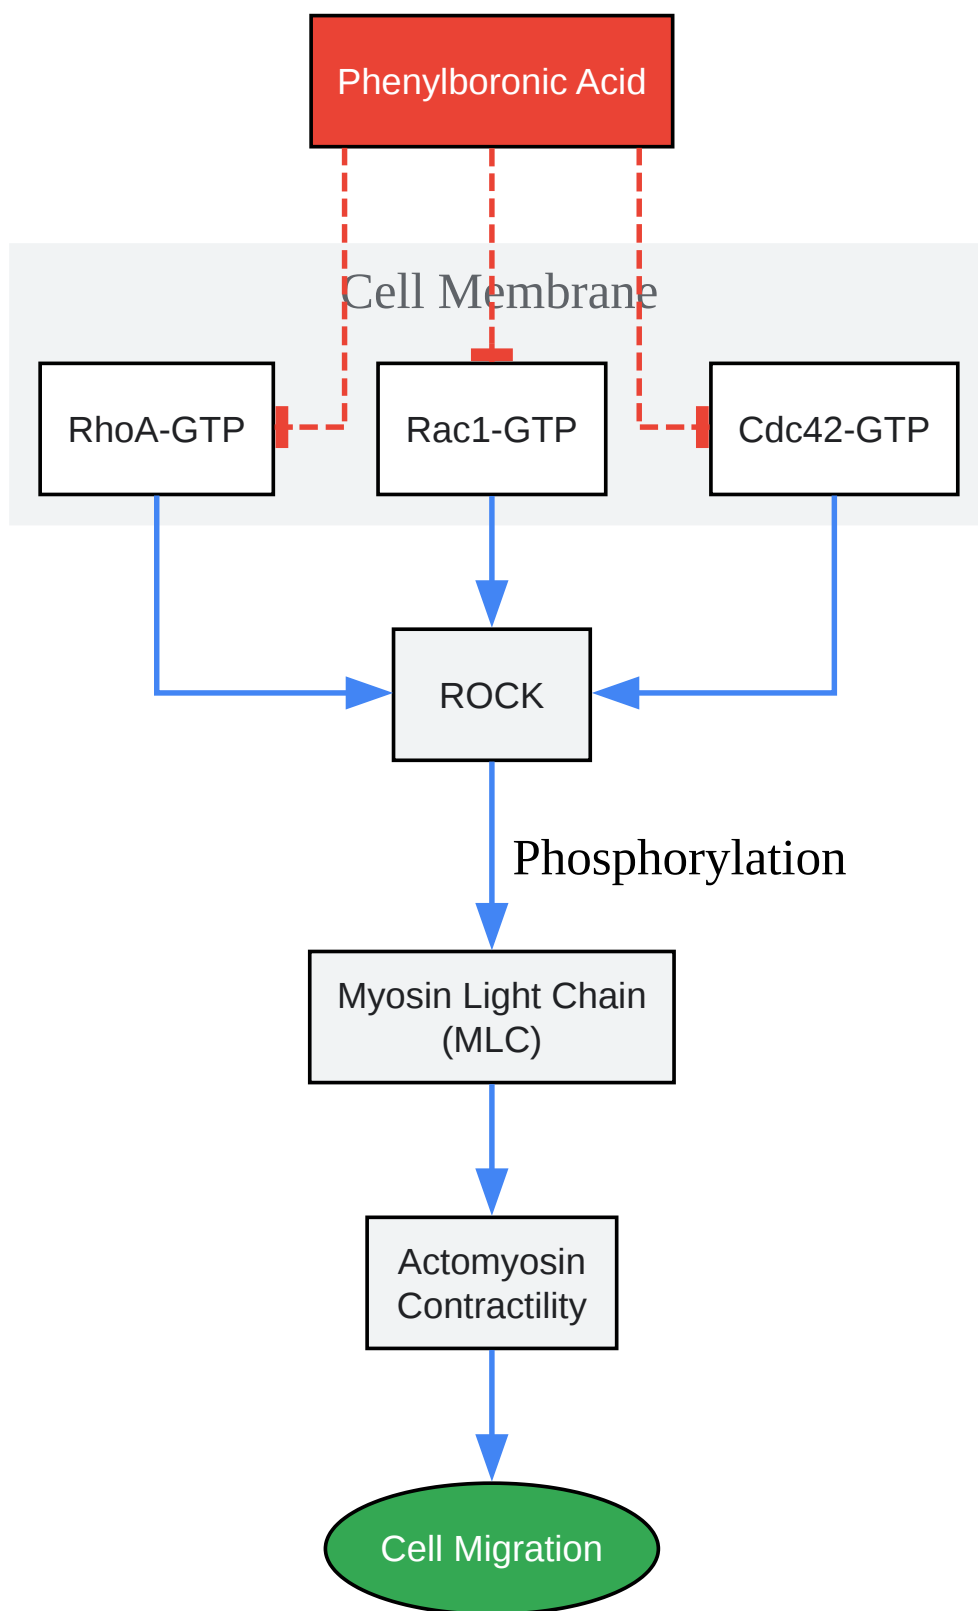 Phenylboronic Acid
Cell Membrane
RhoA-GTP
Rac1-GTP
Cdc42-GTP
ROCK
Phosphorylation
Myosin Light Chain
(MLC)
Actomyosin
Contractility
Cell Migration